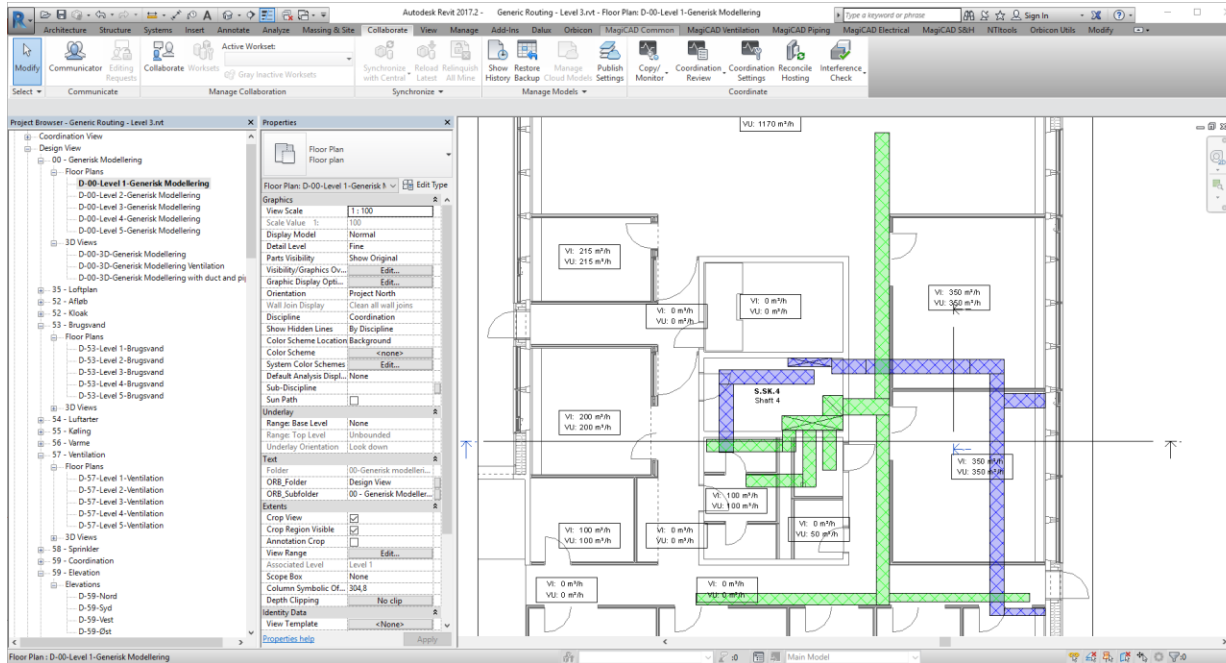 Autodesk Revit 2017.2 - Generic Routing - Level 3.rvt - Floor Plan: D-00-Level 1-Generisk Modellering
Type a keyword or phrase
Sign In
Architecture Structure Systems Insert Annotate Analyze Massing & Site Collaborate View Manage Add-Ins Dalux Orbicon MagiCAD Common MagiCAD Ventilation MagiCAD Piping MagiCAD Electrical MagiCAD S&H NTItools Orbicon Utils Modify
Active Workset:
Modify Communicator Editing Requests Collaborate Worksets Gray Inactive Worksets Synchronize with Central Reload Latest Relinquish All Mine Show History Restore Backup Manage Cloud Models Publish Settings Copy/ Monitor Coordination Review Coordination Settings Reconcile Hosting Interference Check
Select Communicate Manage Collaboration Synchronize Manage Models Coordinate
Project Browser - Generic Routing - Level 3.rvt
Coordination View
Design View
00 - Generisk Modellering
Floor Plans
D-00-Level 1-Generisk Modellering
D-00-Level 2-Generisk Modellering
D-00-Level 3-Generisk Modellering
D-00-Level 4-Generisk Modellering
D-00-Level 5-Generisk Modellering
3D Views
D-00-3D-Generisk Modellering
D-00-3D-Generisk Modellering Ventilation
D-00-3D-Generisk Modellering with duct and pi
35 - Loftplan
52 - Afløb
52 - Kloak
53 - Brugsvand
Floor Plans
D-53-Level 1-Brugsvand
D-53-Level 2-Brugsvand
D-53-Level 3-Brugsvand
D-53-Level 4-Brugsvand
D-53-Level 5-Brugsvand
3D Views
54 - Luftarter
55 - Køling
56 - Varme
57 - Ventilation
Floor Plans
D-57-Level 1-Ventilation
D-57-Level 2-Ventilation
D-57-Level 3-Ventilation
D-57-Level 4-Ventilation
D-57-Level 5-Ventilation
3D Views
58 - Sprinkler
59 - Coordination
59 - Elevation
Elevations
D-59-Nord
D-59-Syd
D-59-Vest
D-59-Øst
Properties
Floor Plan
Floor plan
Floor Plan: D-00-Level 1-Generisk M Edit Type
Graphics
View Scale 1 : 100
Scale Value 1: 100
Display Model Normal
Detail Level Fine
Parts Visibility Show Original
Visibility/Graphics Ov... Edit...
Graphic Display Opti... Edit...
Orientation Project North
Wall Join Display Clean all wall joins
Discipline Coordination
Show Hidden Lines By Discipline
Color Scheme Location Background
Color Scheme <none>
System Color Schemes Edit...
Default Analysis Displ... None
Sub-Discipline
Sun Path
Underlay
Range: Base Level None
Range: Top Level Unbounded
Underlay Orientation Look down
Text
Folder 00-Generisk modelleri...
ORB_Folder Design View
ORB_Subfolder 00 - Generisk Modeller...
Extents
Crop View
Crop Region Visible
Annotation Crop
View Range Edit...
Associated Level Level 1
Scope Box None
Column Symbolic Of... 304,8
Depth Clipping No clip
Identity Data
View Template <None>
Properties help Apply
VU: 1170 m³/h
VI: 215 m³/h
VU: 215 m³/h
VI: 0 m³/h
VU: 0 m³/h
VI: 0 m³/h
VU: 0 m³/h
VI: 350 m³/h
VU: 350 m³/h
S.SK.4
Shaft 4
VI: 200 m³/h
VU: 200 m³/h
VI: 350 m³/h
VU: 350 m³/h
VI: 100 m³/h
VU: 100 m³/h
VI: 100 m³/h
VU: 100 m³/h
VI: 0 m³/h
VU: 0 m³/h
VI: 0 m³/h
VU: 50 m³/h
VI: 0 m³/h
VU: 0 m³/h
VI: 0 m³/h
VU: 0 m³/h
Floor Plan : D-00-Level 1-Generisk Modellering
:0
Main Model
:0